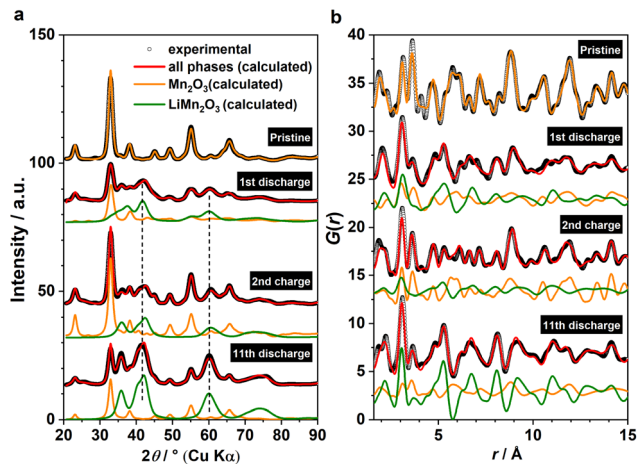 a
150
100
50
0
Intensity / a.u.
experimental
all phases (calculated)
Mn₂O₃(calculated)
LiMn₂O₃(calculated)
Pristine
1st discharge
2nd charge
11th discharge
20 30 40 50 60 70 80 90
2θ / ° (Cu Kα)
b
40
35
30
25
20
15
10
5
0
G(r)
Pristine
1st discharge
2nd charge
11th discharge
5 10 15
r / Å